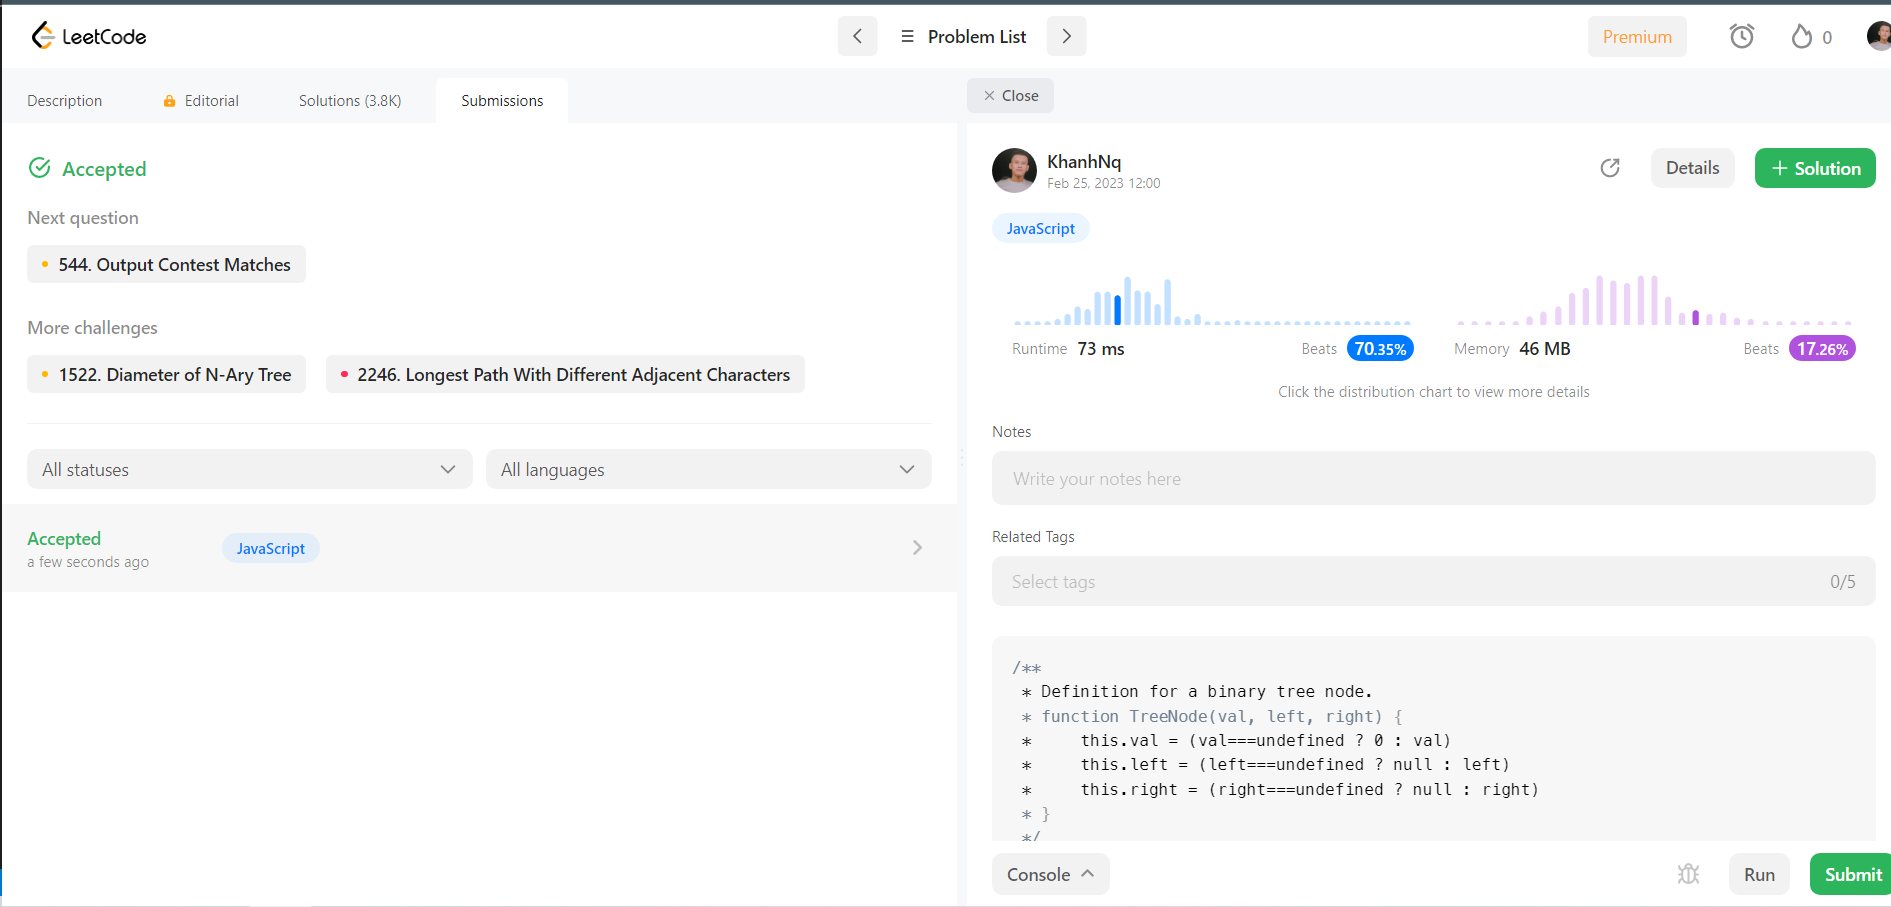 LeetCode
Problem List
Premium
0
Description
Editorial
Solutions (3.8K)
Submissions
Close
Accepted
Next question
544. Output Contest Matches
More challenges
1522. Diameter of N-Ary Tree
2246. Longest Path With Different Adjacent Characters
All statuses
All languages
Accepted
a few seconds ago
JavaScript
KhanhNq
Feb 25, 2023 12:00
Details
+ Solution
JavaScript
Runtime 73 ms
Beats 70.35%
Memory 46 MB
Beats 17.26%
Click the distribution chart to view more details
Notes
Write your notes here
Related Tags
Select tags
0/5
/**
 * Definition for a binary tree node.
 * function TreeNode(val, left, right) {
 *     this.val = (val===undefined ? 0 : val)
 *     this.left = (left===undefined ? null : left)
 *     this.right = (right===undefined ? null : right)
 * }
 */
Console
Run
Submit